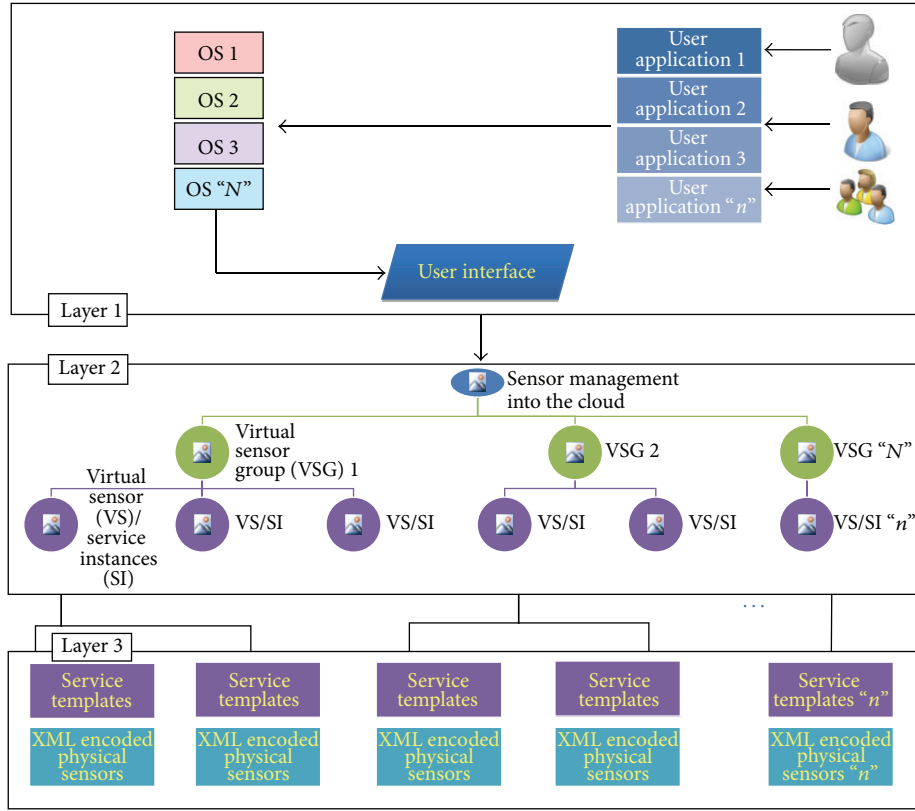 OS 1
OS 2
OS 3
OS “N”
User
application 1
User
application 2
User
application 3
User
application “n”
User interface
Layer 1
Layer 2
Sensor management
into the cloud
Virtual
sensor
group (VSG) 1
VSG 2
VSG “N”
Virtual
sensor
(VS)/
service
instances
(SI)
VS/SI
VS/SI
VS/SI
VS/SI
VS/SI “n”
...
Layer 3
Service
templates
Service
templates
Service
templates
Service
templates
Service
templates “n”
XML encoded
physical
sensors
XML encoded
physical
sensors
XML encoded
physical
sensors
XML encoded
physical
sensors
XML encoded
physical
sensors “n”